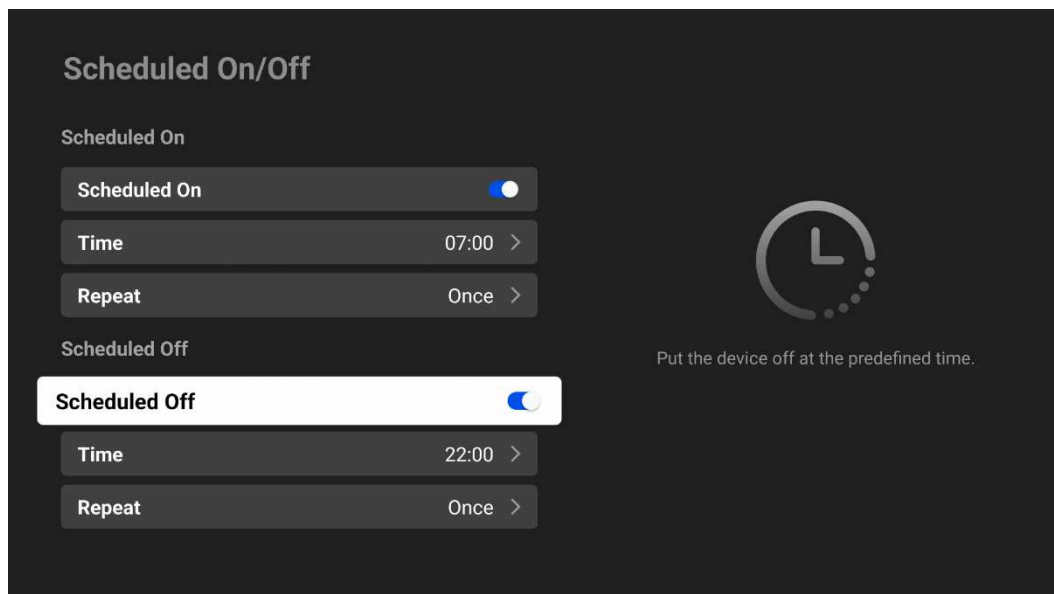 Scheduled On/Off
Scheduled On
Scheduled On
Time 07:00
Repeat Once
Scheduled Off
Put the device off at the predefined time.
Scheduled Off
Time 22:00
Repeat Once